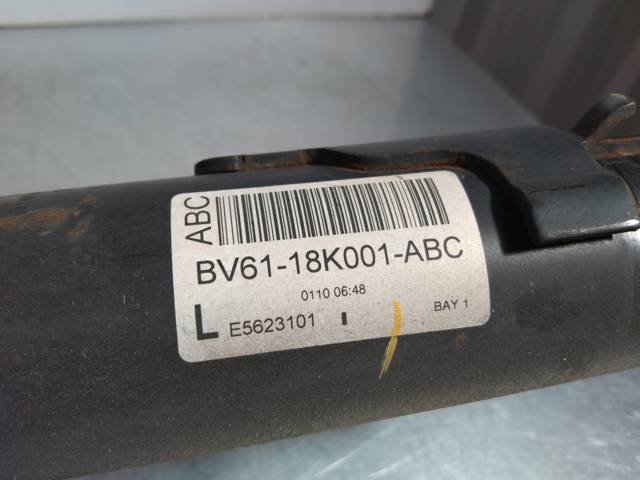 ABC
BV61-18K001-ABC
0110 06:48
L E5623101 BAY 1